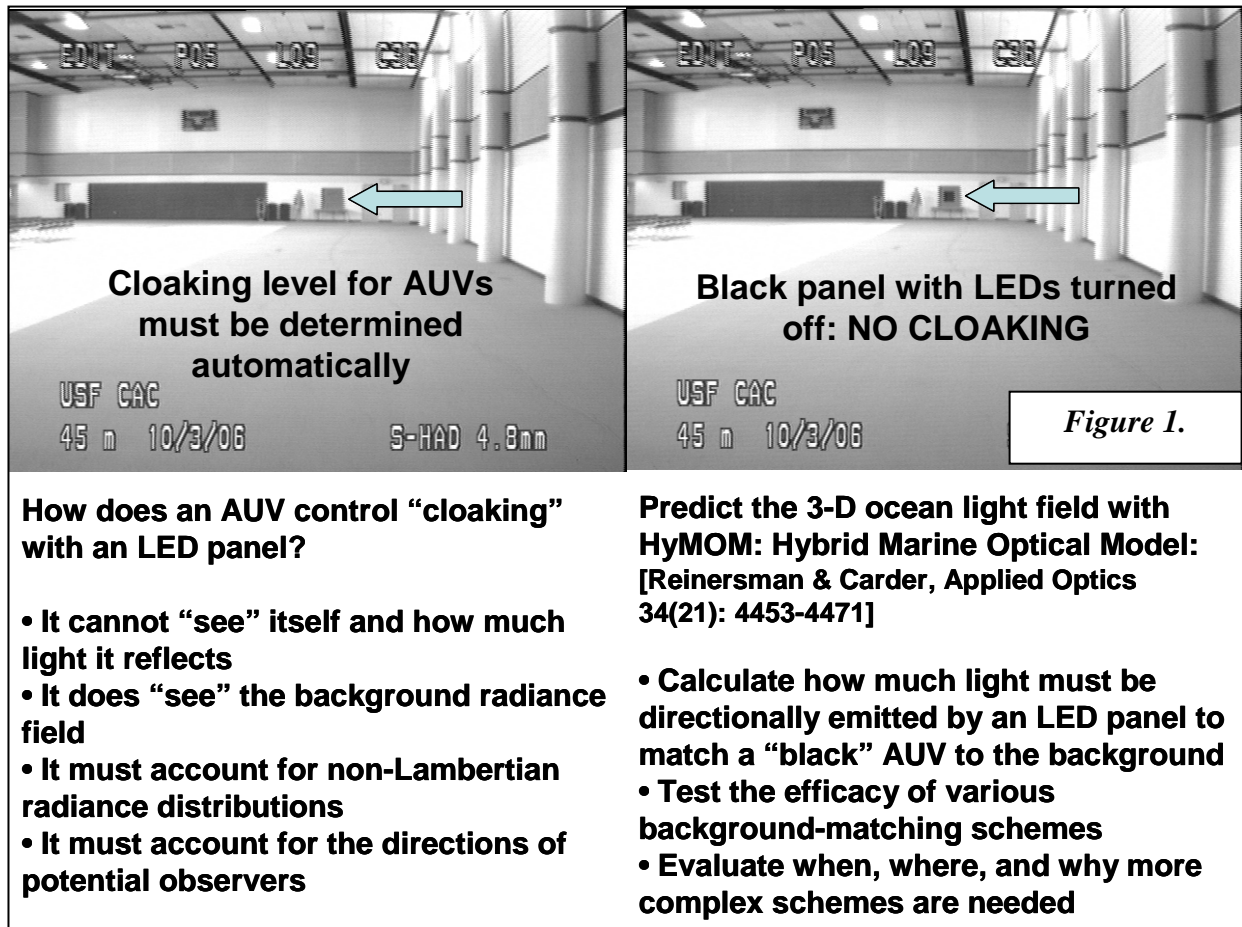 EDIT POS LO9 C36
Cloaking level for AUVs
must be determined
automatically
USF CAC
45 m 10/3/06 S-HAD 4.8mm
EDIT POS LO9 C36
Black panel with LEDs turned
off: NO CLOAKING
USF CAC
45 m 10/3/06
Figure 1.
How does an AUV control “cloaking”
with an LED panel?
• It cannot “see” itself and how much
light it reflects
• It does “see” the background radiance
field
• It must account for non-Lambertian
radiance distributions
• It must account for the directions of
potential observers
Predict the 3-D ocean light field with
HyMOM: Hybrid Marine Optical Model:
[Reinersman & Carder, Applied Optics
34(21): 4453-4471]
• Calculate how much light must be
directionally emitted by an LED panel to
match a “black” AUV to the background
• Test the efficacy of various
background-matching schemes
• Evaluate when, where, and why more
complex schemes are needed